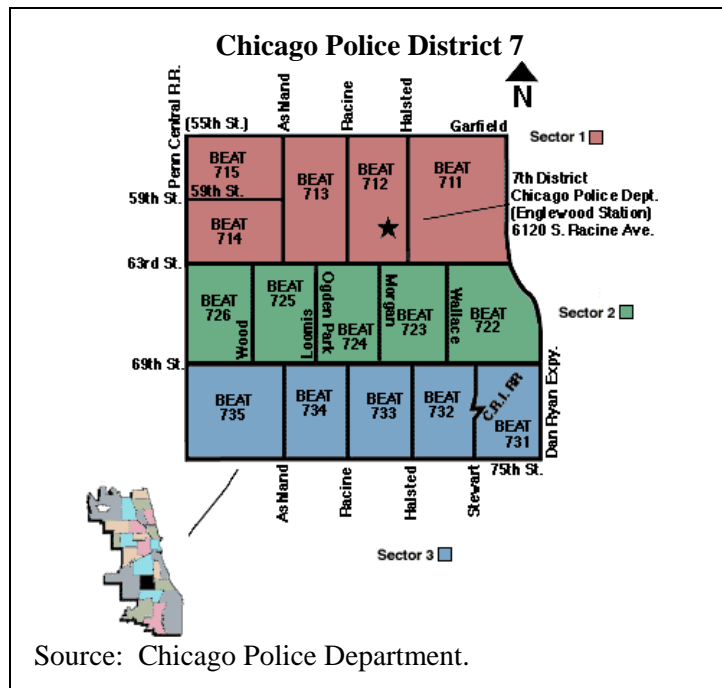 Chicago Police District 7
Penn Central R.R.
(55th St.)
Ashland
Racine
Halsted
Garfield
N
Sector 1
BEAT
715
59th St.
59th St.
BEAT
714
BEAT
713
BEAT
712
BEAT
711
7th District
Chicago Police Dept.
(Englewood Station)
6120 S. Racine Ave.
63rd St.
BEAT
726
Wood
BEAT
725
Loomis
Ogden Park
BEAT
724
Morgan
BEAT
723
Wallace
BEAT
722
Sector 2
69th St.
BEAT
735
BEAT
734
BEAT
733
BEAT
732
C.R.I. RR
BEAT
731
Dan Ryan Expy.
75th St.
Ashland
Racine
Halsted
Stewart
Sector 3
Source: Chicago Police Department.